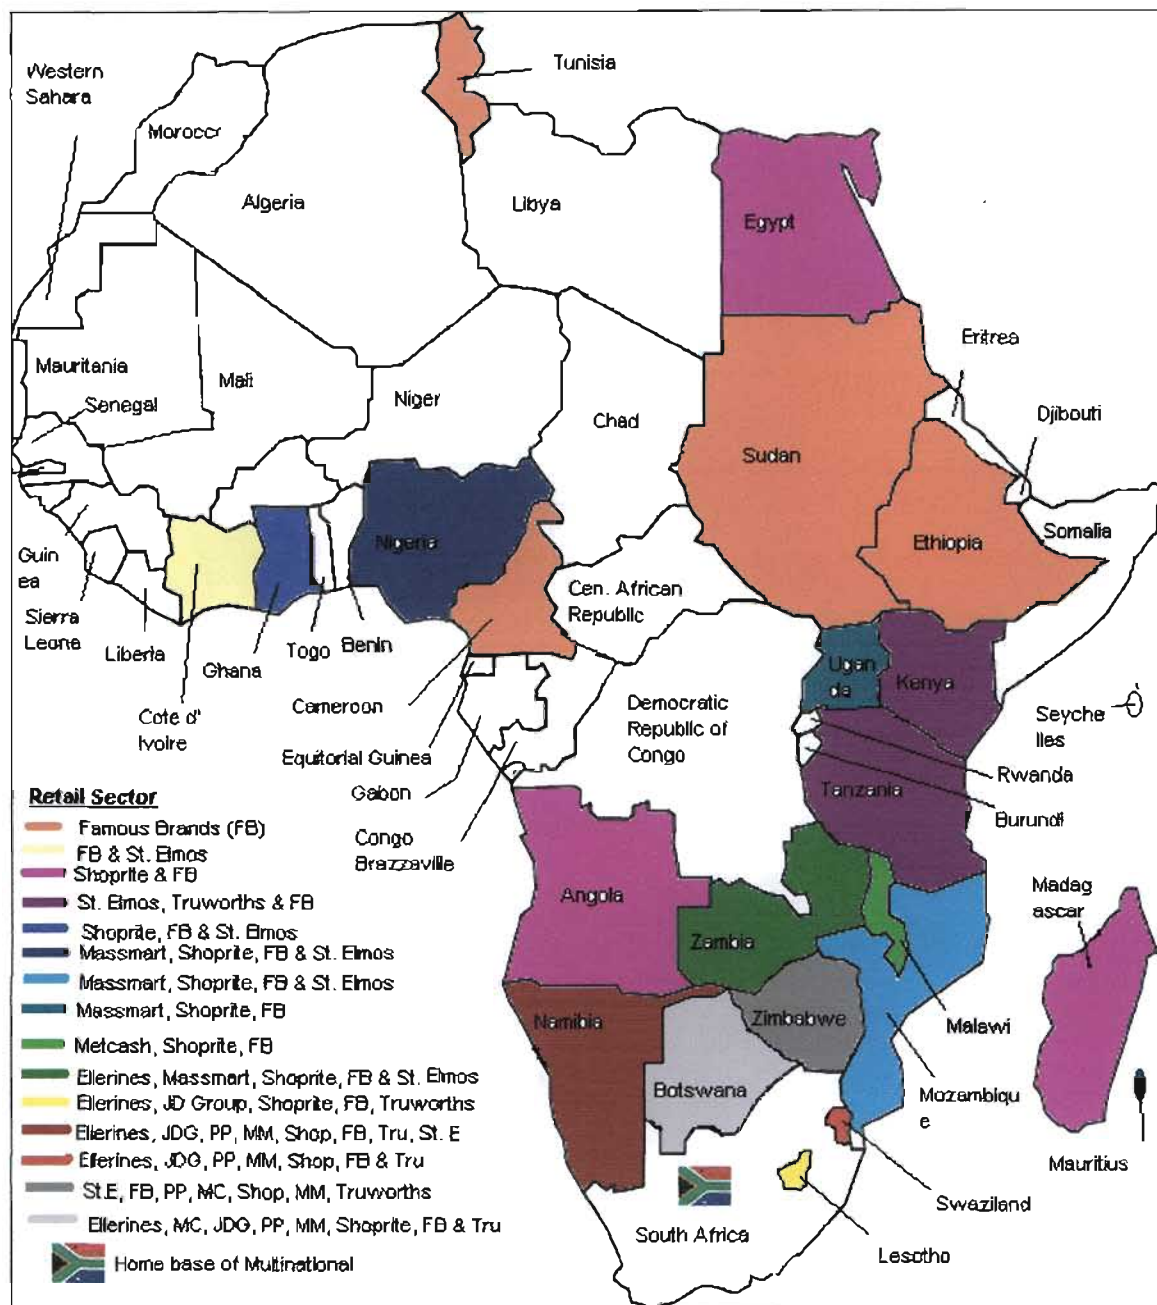 Western
Sahara
Tunisia
Morocc
Algeria
Libya
Egypt
Mauritania
Mali
Niger
Chad
Sudan
Eritrea
Djibouti
Senegal
Somalia
Ethiopia
Nigeria
Guin
ea
Sierra
Leone
Liberia
Ghana
Togo
Benin
Cen. African
Republic
Cote d'
Ivoire
Cameroon
Equitorial Guinea
Gabon
Congo
Brazzaville
Democratic
Republic of
Congo
Ugan
da
Kenya
Seyche
lles
Rwanda
Burundi
Tanzania
Angola
Zambia
Madag
ascar
Malawi
Namibia
Zimbabwe
Botswana
Mozambiqu
e
Mauritius
Swaziland
South Africa
Lesotho
Retail Sector
Famous Brands (FB)
FB & St. Elmos
Shoprite & FB
St. Elmos, Truworths & FB
Shoprite, FB & St. Elmos
Massmart, Shoprite, FB & St. Elmos
Massmart, Shoprite, FB & St. Elmos
Massmart, Shoprite, FB
Metcash, Shoprite, FB
Ellerines, Massmart, Shoprite, FB & St. Elmos
Ellerines, JD Group, Shoprite, FB, Truworths
Ellerines, JDG, PP, MM, Shop, FB, Tru, St. E
Ellerines, JDG, PP, MM, Shop, FB & Tru
St.E, FB, PP, MC, Shop, MM, Truworths
Ellerines, MC, JDG, PP, MM, Shoprite, FB & Tru
Home base of Multinational